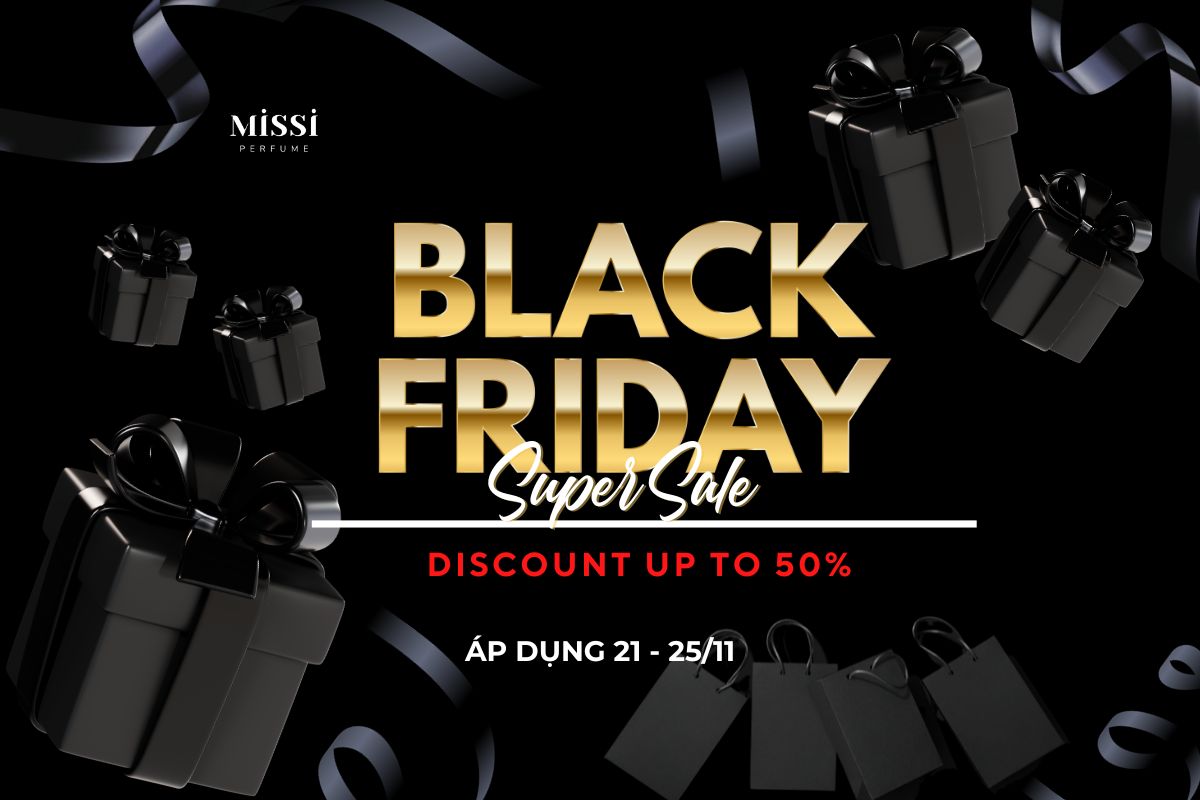 MiSSi
PERFUME
BLACK
FRIDAY
Super Sale
DISCOUNT UP TO 50%
ÁP DỤNG 21 - 25/11